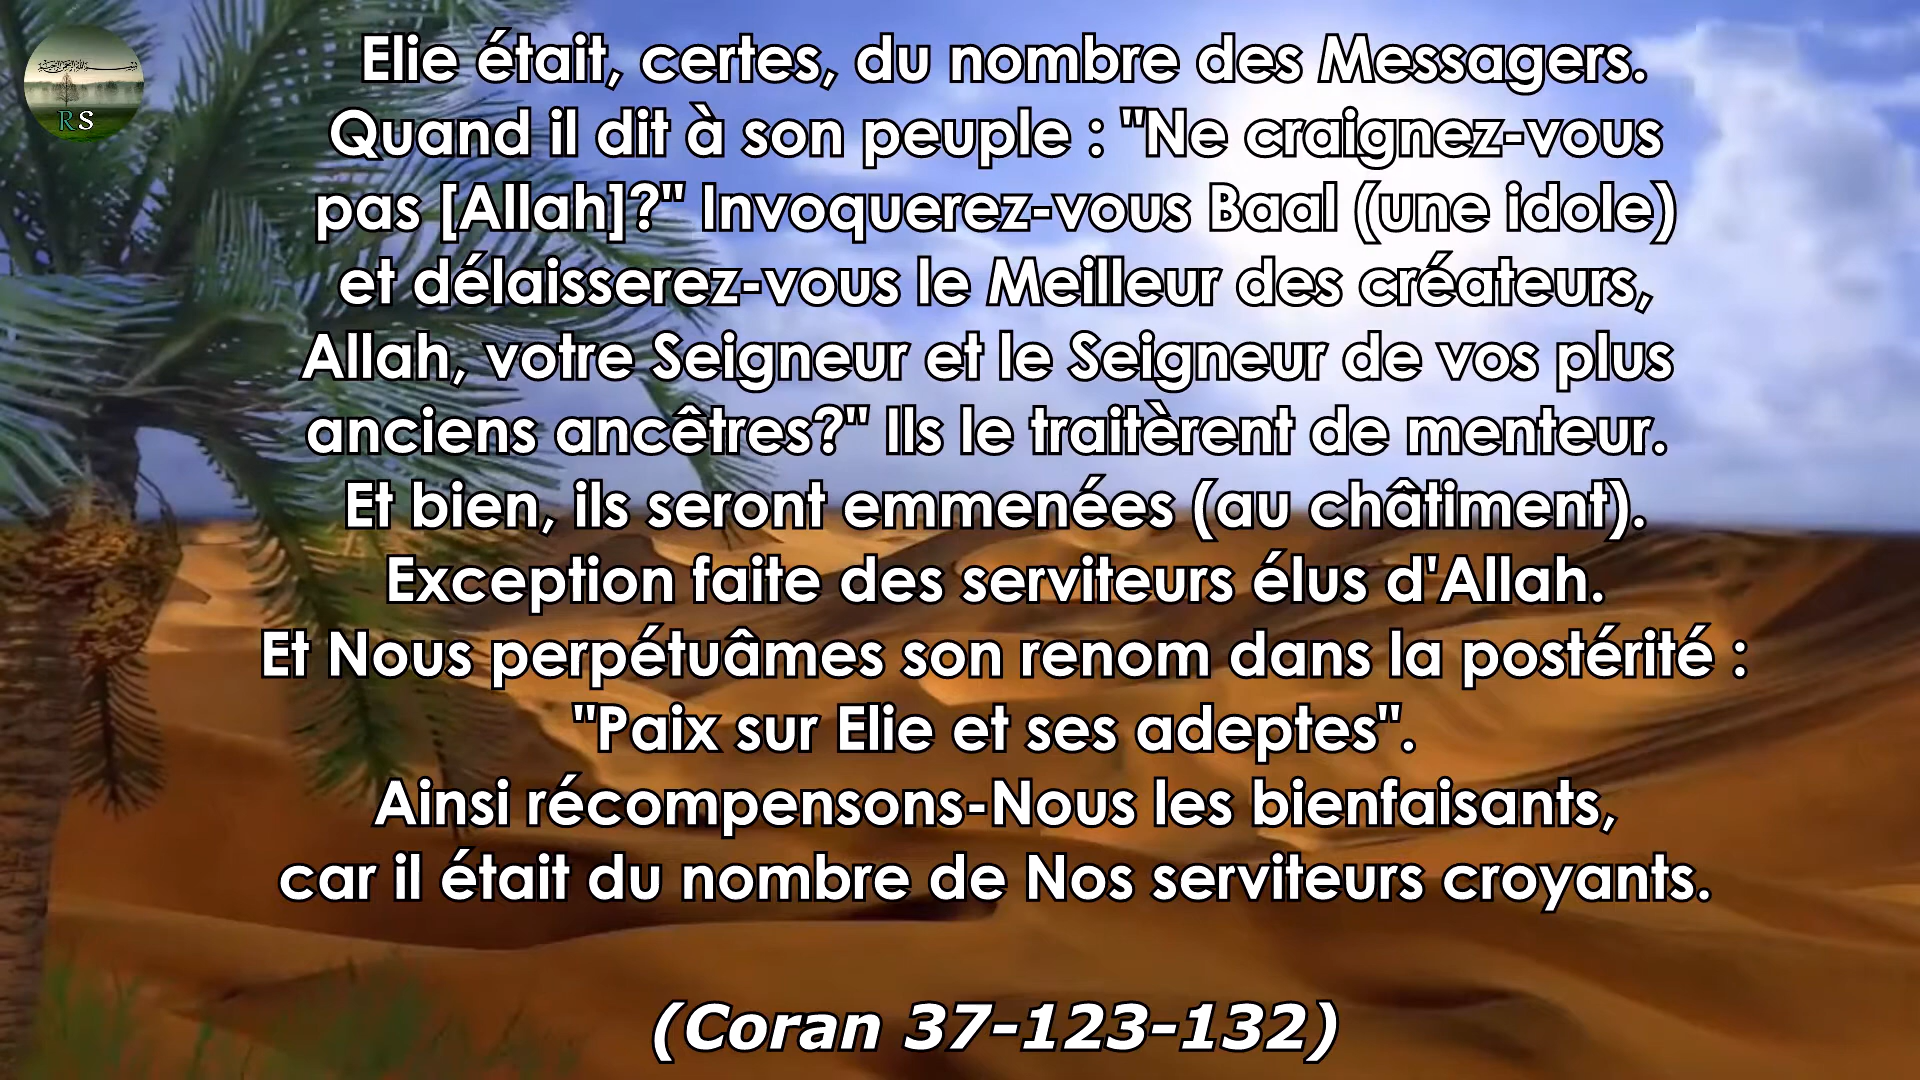 RS
Elie était, certes, du nombre des Messagers.
Quand il dit à son peuple : "Ne craignez-vous
pas [Allah]?" Invoquerez-vous Baal (une idole)
et délaisserez-vous le Meilleur des créateurs,
Allah, votre Seigneur et le Seigneur de vos plus
anciens ancêtres?" Ils le traitèrent de menteur.
Et bien, ils seront emmenées (au châtiment).
Exception faite des serviteurs élus d'Allah.
Et Nous perpétuâmes son renom dans la postérité :
"Paix sur Elie et ses adeptes".
Ainsi récompensons-Nous les bienfaisants,
car il était du nombre de Nos serviteurs croyants.
(Coran 37-123-132)